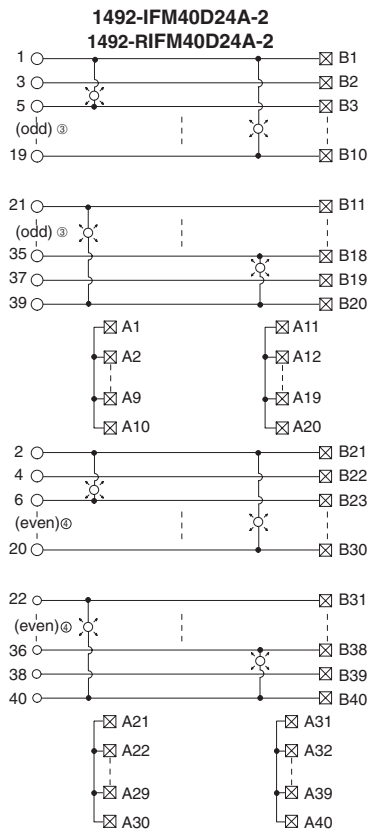 1492-IFM40D24A-2
1492-RIFM40D24A-2
1 B1
3 B2
5 B3
(odd) ③
19 B10
21 B11
(odd) ③
35 B18
37 B19
39 B20
A1 A11
A2 A12
A9 A19
A10 A20
2 B21
4 B22
6 B23
(even)④
20 B30
22 B31
(even)④
36 B38
38 B39
40 B40
A21 A31
A22 A32
A29 A39
A30 A40